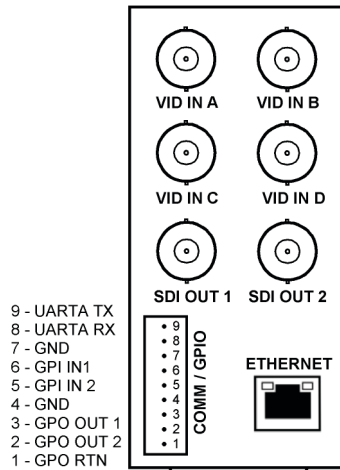 VID IN A VID IN B
VID IN C VID IN D
SDI OUT 1 SDI OUT 2
9 - UARTA TX
8 - UARTA RX
7 - GND
6 - GPI IN1
5 - GPI IN 2
4 - GND
3 - GPO OUT 1
2 - GPO OUT 2
1 - GPO RTN
9
8
7
6
5
4
3
2
1
COMM / GPIO
ETHERNET